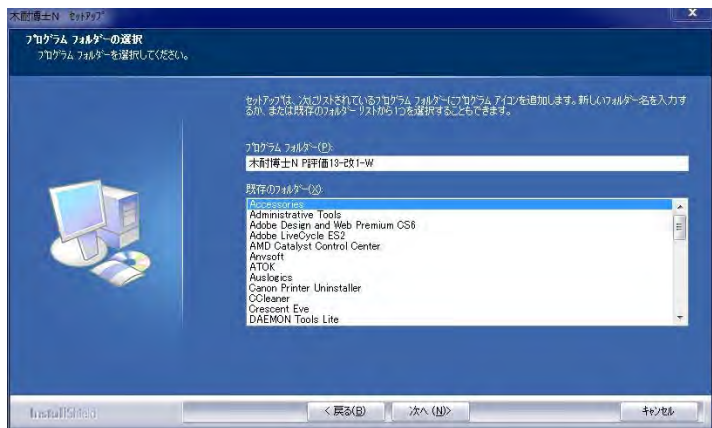 木耐博士N セットアップ
プログラム フォルダーの選択
プログラム フォルダーを選択してください。
セットアップは、次にリストされているプログラム フォルダーにプログラム アイコンを追加します。新しいフォルダー名を入力す
るか、または既存のフォルダー リストから1つを選択することもできます。
プログラム フォルダー(P):
木耐博士N P評価13-改1-W
既存のフォルダー(X):
Accessories
Administrative Tools
Adobe Design and Web Premium CS6
Adobe LiveCycle ES2
AMD Catalyst Control Center
Anvsoft
ATOK
Auslogics
Canon Printer Uninstaller
CCleaner
Crescent Eve
DAEMON Tools Lite
InstallShield
< 戻る(B)
次へ (N)>
キャンセル